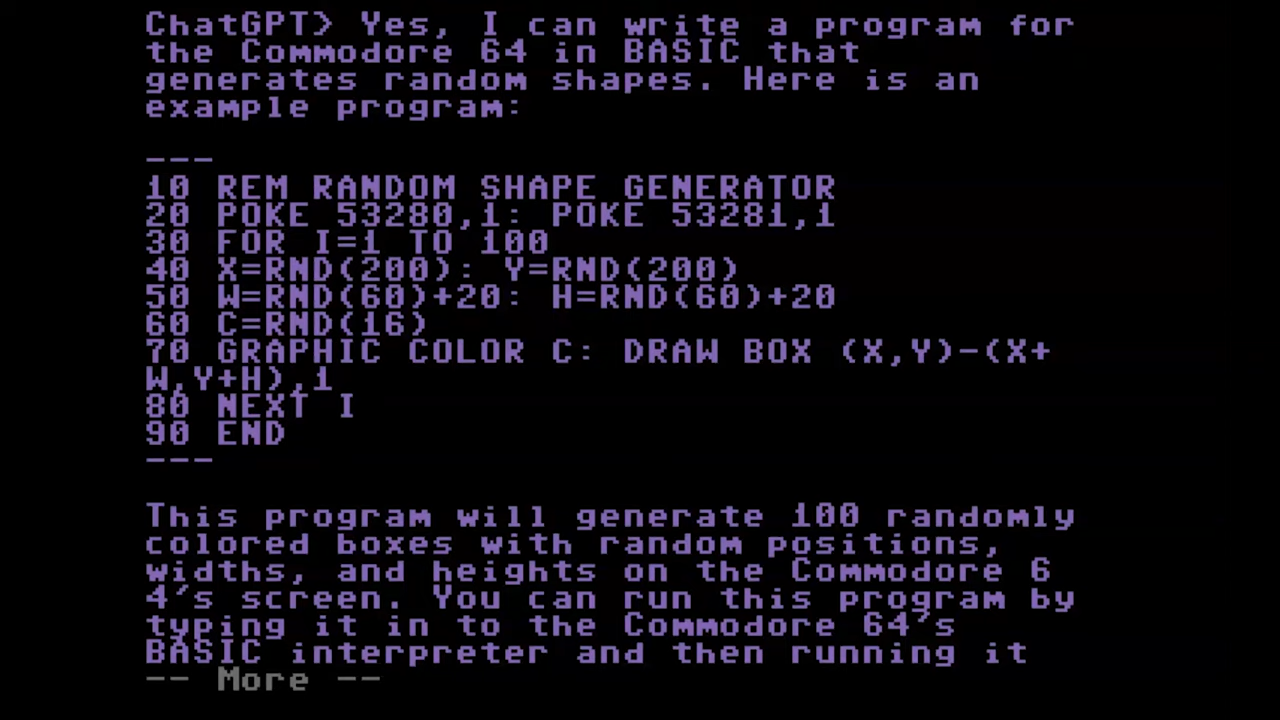 ChatGPT> Yes, I can write a program for
the Commodore 64 in BASIC that
generates random shapes. Here is an
example program:
---
10 REM RANDOM SHAPE GENERATOR
20 POKE 53280,1: POKE 53281,1
30 FOR I=1 TO 100
40 X=RND(200): Y=RND(200)
50 W=RND(60)+20: H=RND(60)+20
60 C=RND(16)
70 GRAPHIC COLOR C: DRAW BOX (X,Y)-(X+
W,Y+H),1
80 NEXT I
90 END
---
This program will generate 100 randomly
colored boxes with random positions,
widths, and heights on the Commodore 6
4's screen. You can run this program by
typing it in to the Commodore 64's
BASIC interpreter and then running it
-- More --